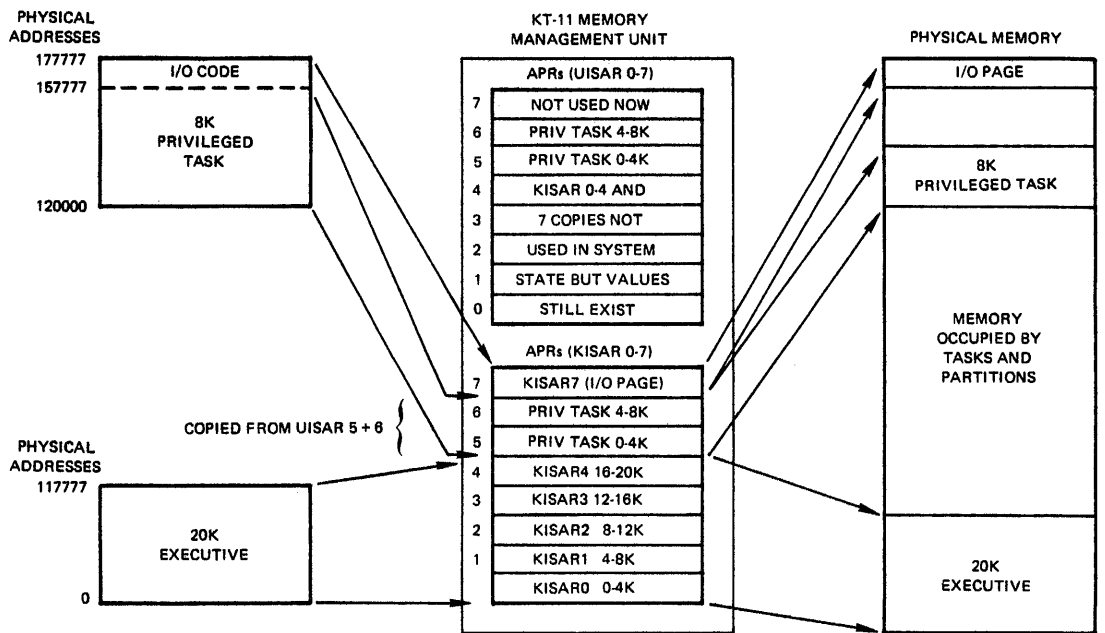 PHYSICAL
ADDRESSES
177777
157777
120000
I/O CODE
8K
PRIVILEGED
TASK
PHYSICAL
ADDRESSES
117777
0
20K
EXECUTIVE
COPIED FROM UISAR 5 + 6
KT-11 MEMORY
MANAGEMENT UNIT
APRs (UISAR 0-7)
7 NOT USED NOW
6 PRIV TASK 4-8K
5 PRIV TASK 0-4K
4 KISAR 0-4 AND
3 7 COPIES NOT
2 USED IN SYSTEM
1 STATE BUT VALUES
0 STILL EXIST
APRs (KISAR 0-7)
7 KISAR7 (I/O PAGE)
6 PRIV TASK 4-8K
5 PRIV TASK 0-4K
4 KISAR4 16-20K
3 KISAR3 12-16K
2 KISAR2 8-12K
1 KISAR1 4-8K
KISAR0 0-4K
PHYSICAL MEMORY
I/O PAGE
8K
PRIVILEGED TASK
MEMORY
OCCUPIED BY
TASKS AND
PARTITIONS
20K
EXECUTIVE